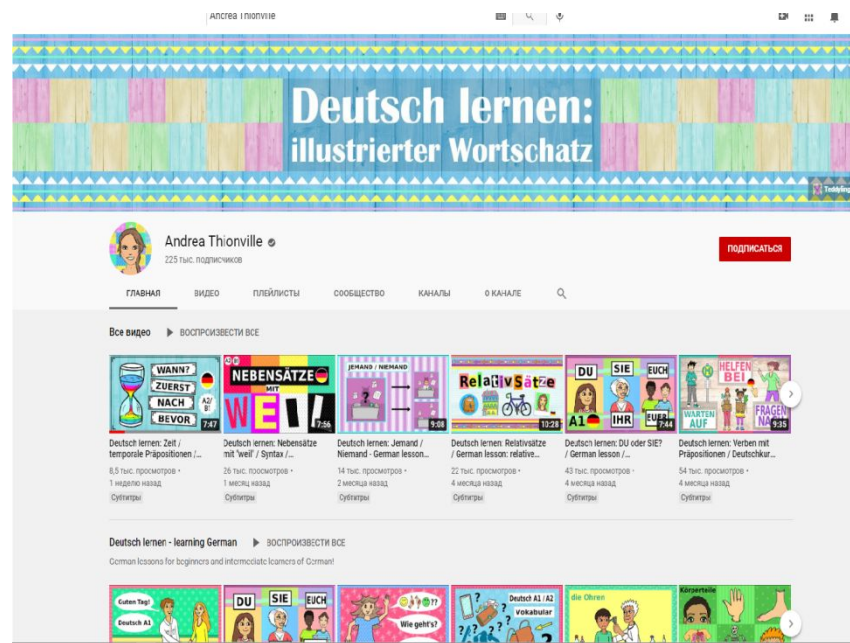 Andrea Thionville
Deutsch lernen:
illustrierter Wortschatz
Andrea Thionville
225 тыс. подписчиков
ПОДПИСАТЬСЯ
ГЛАВНАЯ ВИДЕО ПЛЕЙЛИСТЫ СООБЩЕСТВО КАНАЛЫ О КАНАЛЕ
Все видео ВОСПРОИЗВЕСТИ ВСЕ
WANN?
ZUERST
NACH
BEVOR
A2/
B1
7:47
A2 B1
NEBENSÄTZE
MIT
WEIL
7:56
JEMAND / NIEMAND
9:08
RelativSätze
10:28
DU SIE EUCH
A1 IHR EUER
7:44
HELFEN
BEI
WARTEN
AUF
FRAGEN
NACH
9:35
Deutsch lernen: Zeit /
temporale Präpositionen /...
8,5 тыс. просмотров •
1 неделю назад
Субтитры
Deutsch lernen: Nebensätze
mit "weil" / Syntax /...
26 тыс. просмотров •
1 месяц назад
Субтитры
Deutsch lernen: Jemand /
Niemand - German lesson...
14 тыс. просмотров •
2 месяца назад
Субтитры
Deutsch lernen: Relativsätze
/ German lesson: relative...
22 тыс. просмотров •
4 месяца назад
Субтитры
Deutsch lernen: DU oder SIE?
/ German lesson /...
43 тыс. просмотров •
4 месяца назад
Субтитры
Deutsch lernen: Verben mit
Präpositionen / Deutschkur...
54 тыс. просмотров •
4 месяца назад
Субтитры
Deutsch lernen - learning German ВОСПРОИЗВЕСТИ ВСЕ
German lessons for beginners and intermediate learners of German!
Guten Tag!
Deutsch A1
DU SIE EUCH
Wie geht's?
Deutsch A1 / A2
Vokabular
die Ohren
Körperteile